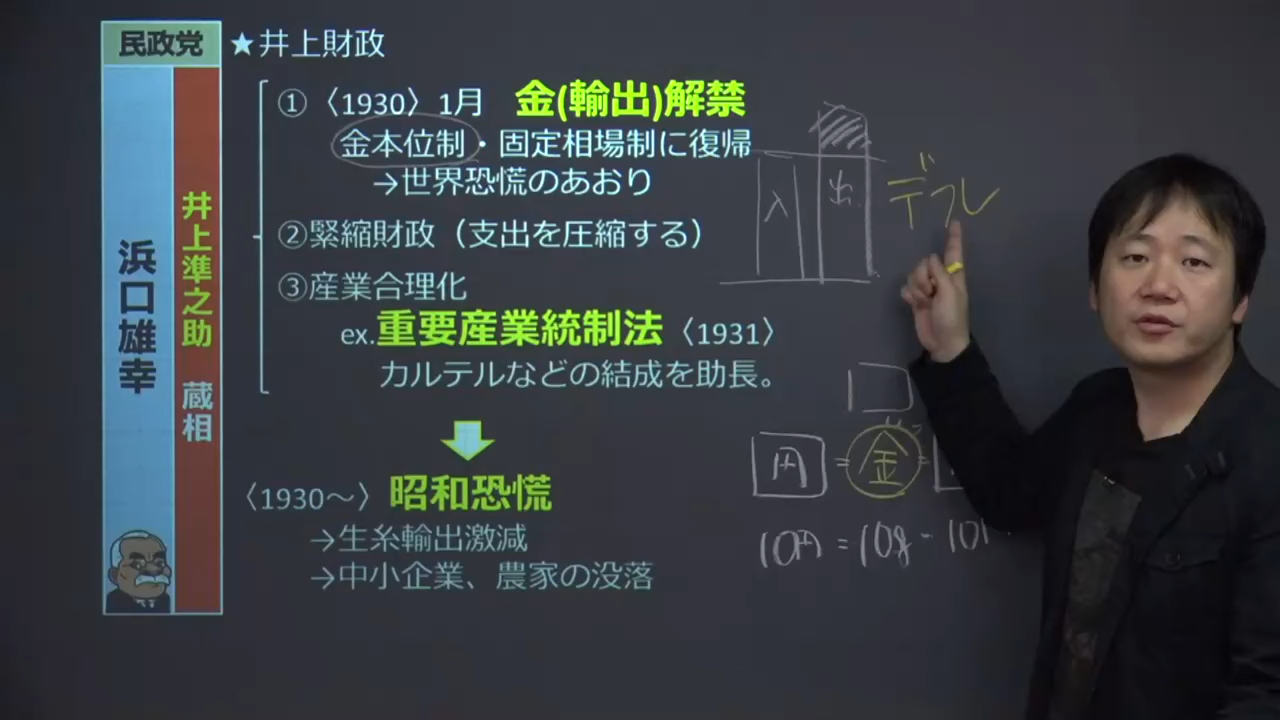 民政党
浜口雄幸
井上準之助 蔵相
★井上財政
①〈1930〉1月 金(輸出)解禁
金本位制・固定相場制に復帰
→世界恐慌のあおり
②緊縮財政（支出を圧縮する）
③産業合理化
ex.重要産業統制法〈1931〉
カルテルなどの結成を助長。
〈1930～〉昭和恐慌
→生糸輸出激減
→中小企業、農家の没落
入
出
デフレ
円=金=
10円=10g-10